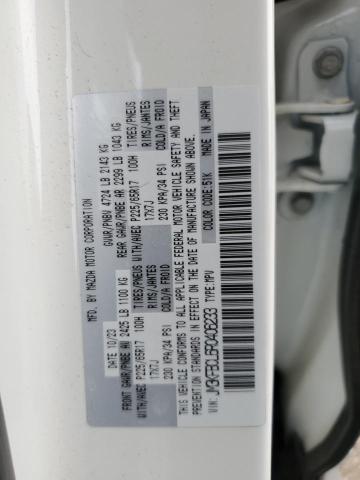 MAZDA MOTOR CORPORATION
DATE 10/23
GVWR/PNBV 4724 LB 2143 KG
FRONT GAWR/PNBE AV 2425 LB 1100 KG
REAR GAWR/PNBE AR 2299 LB 1043 KG
WITH/AVEC P225/65R17 100H
TIRES/PNEUS WITH/AVEC P225/65R17 100H
TIRES/PNEUS
17X7J
RIMS/JANTES
17X7J
RIMS/JANTES
230 KPA/34 PSI
COLD/A FROID
230 KPA/34 PSI
COLD/A FROID
THIS VEHICLE CONFORMS TO ALL APPLICABLE FEDERAL MOTOR VEHICLE SAFETY AND THEFT
PREVENTION STANDARDS IN EFFECT ON THE DATE OF MANUFACTURE SHOWN ABOVE.
TYPE: MPV
COLOR CODE: 51K
MADE IN JAPAN
VIN: